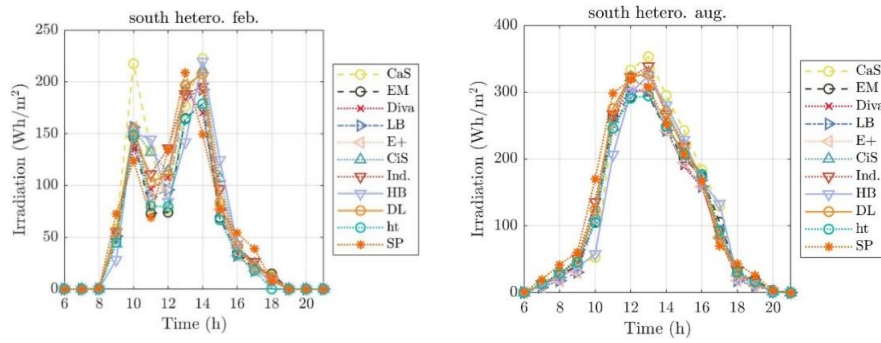 south hetero. feb.
250
200
150
100
50
0
Irradiation (Wh/m²)
6 8 10 12 14 16 18 20
Time (h)
CaS
EM
Diva
LB
E+
CiS
Ind.
HB
DL
ht
SP
south hetero. aug.
400
300
200
100
0
Irradiation (Wh/m²)
6 8 10 12 14 16 18 20
Time (h)
CaS
EM
Diva
LB
E+
CiS
Ind.
HB
DL
ht
SP